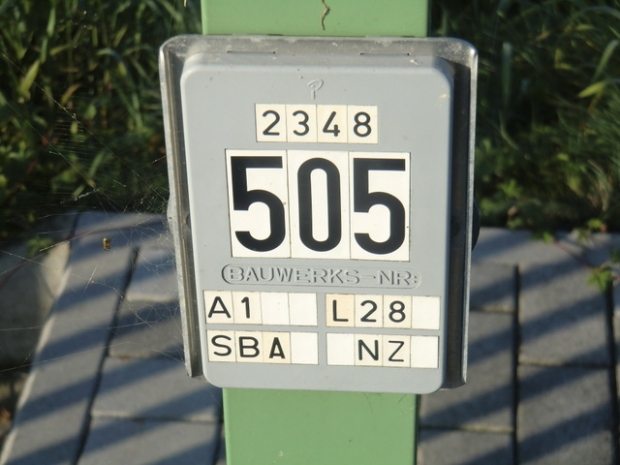 2348
505
BAUWERKS-NR:
A1 L28
SBA NZ